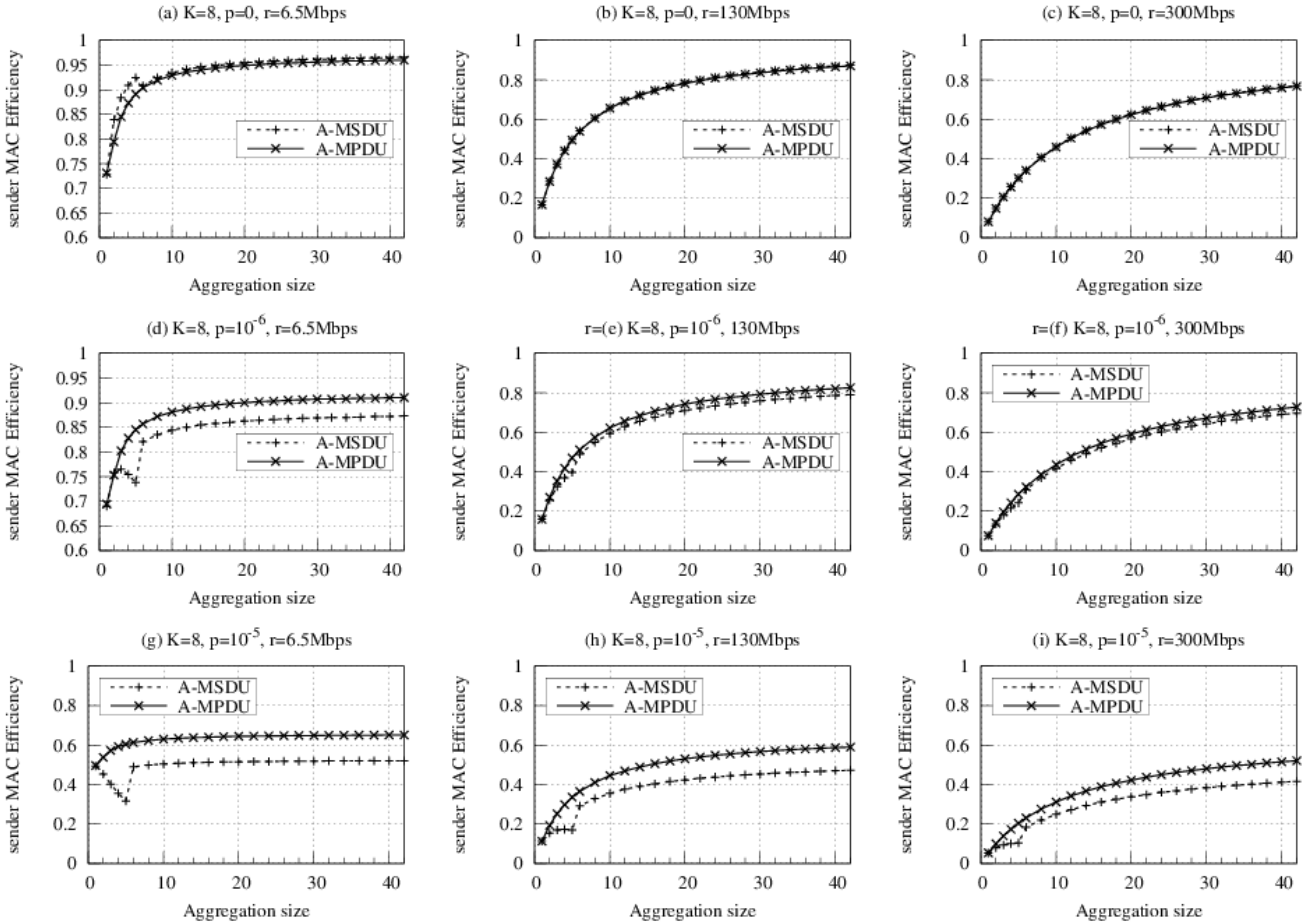 (a) K=8, p=0, r=6.5Mbps
sender MAC Efficiency
1
0.95
0.9
0.85
0.8
0.75
0.7
0.65
0.6
A-MSDU
A-MPDU
0 10 20 30 40
Aggregation size
(b) K=8, p=0, r=130Mbps
sender MAC Efficiency
1
0.8
0.6
0.4
0.2
0
A-MSDU
A-MPDU
0 10 20 30 40
Aggregation size
(c) K=8, p=0, r=300Mbps
sender MAC Efficiency
1
0.8
0.6
0.4
0.2
0
A-MSDU
A-MPDU
0 10 20 30 40
Aggregation size
(d) K=8, p=10^-6, r=6.5Mbps
sender MAC Efficiency
1
0.95
0.9
0.85
0.8
0.75
0.7
0.65
0.6
A-MSDU
A-MPDU
0 10 20 30 40
Aggregation size
r=(e) K=8, p=10^-6, 130Mbps
sender MAC Efficiency
1
0.8
0.6
0.4
0.2
0
A-MSDU
A-MPDU
0 10 20 30 40
Aggregation size
r=(f) K=8, p=10^-6, 300Mbps
sender MAC Efficiency
1
0.8
0.6
0.4
0.2
0
A-MSDU
A-MPDU
0 10 20 30 40
Aggregation size
(g) K=8, p=10^-5, r=6.5Mbps
sender MAC Efficiency
1
0.8
0.6
0.4
0.2
0
A-MSDU
A-MPDU
0 10 20 30 40
Aggregation size
(h) K=8, p=10^-5, r=130Mbps
sender MAC Efficiency
1
0.8
0.6
0.4
0.2
0
A-MSDU
A-MPDU
0 10 20 30 40
Aggregation size
(i) K=8, p=10^-5, r=300Mbps
sender MAC Efficiency
1
0.8
0.6
0.4
0.2
0
A-MSDU
A-MPDU
0 10 20 30 40
Aggregation size